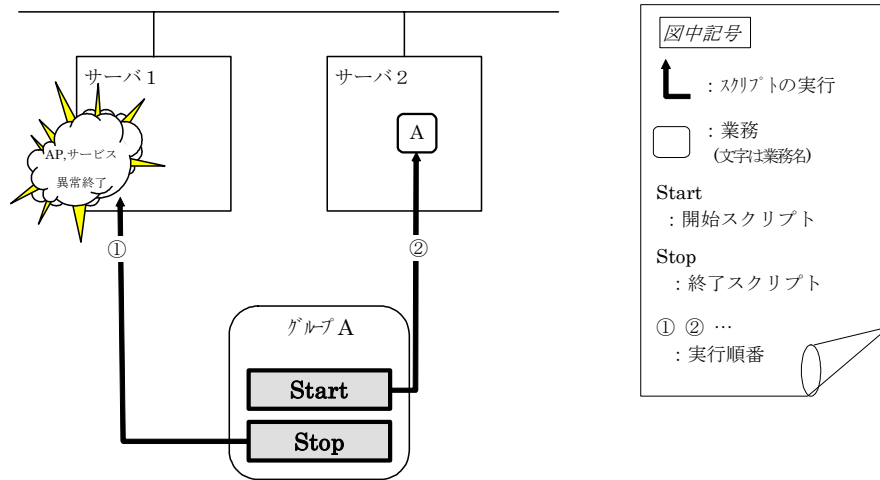 サーバ1
サーバ2
AP,サービス
異常終了
A
①
②
グループA
Start
Stop
図中記号
：スクリプトの実行
：業務
(文字は業務名)
Start
：開始スクリプト
Stop
：終了スクリプト
① ② …
：実行順番